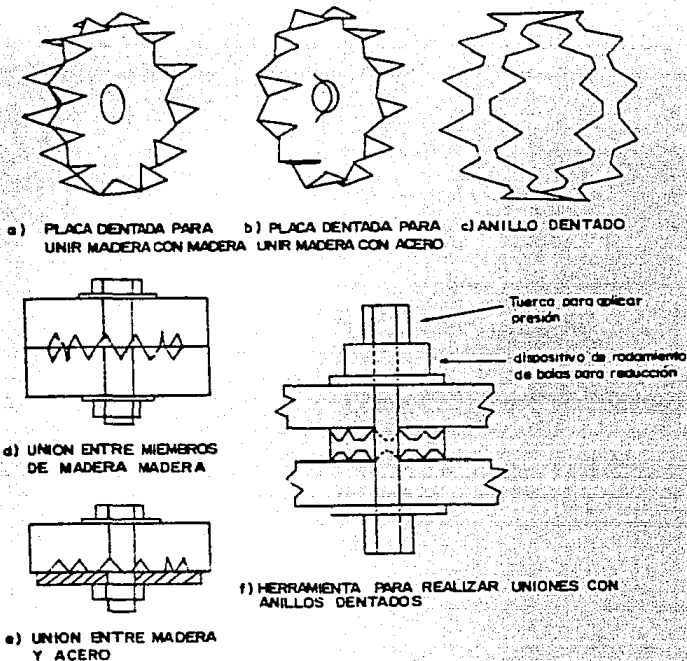 a) PLACA DENTADA PARA
UNIR MADERA CON MADERA
b) PLACA DENTADA PARA
UNIR MADERA CON ACERO
c) ANILLO DENTADO
d) UNION ENTRE MIEMBROS
DE MADERA MADERA
Tuerca para aplicar
presión
dispositivo de rodamiento
de bolas para reducción
e) UNION ENTRE MADERA
Y ACERO
f) HERRAMIENTA PARA REALIZAR UNIONES CON
ANILLOS DENTADOS